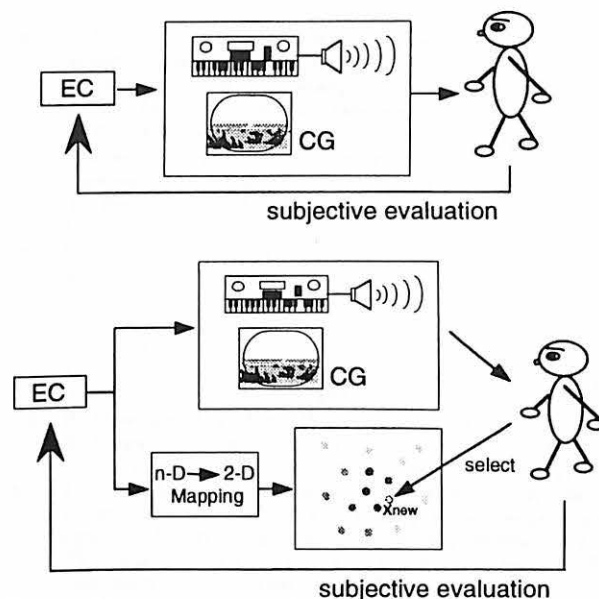 EC
CG
subjective evaluation
EC
CG
n-D 2-D
Mapping
select
Xnew
subjective evaluation